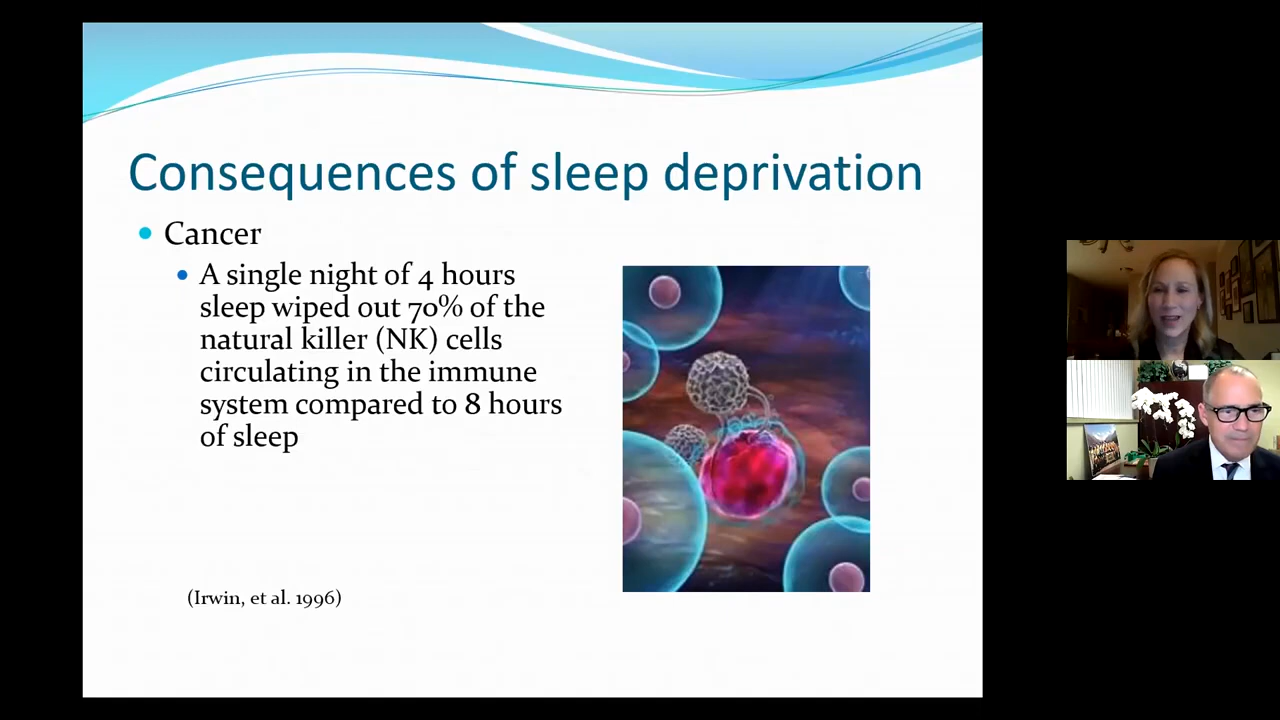 Consequences of sleep deprivation
Cancer
A single night of 4 hours
sleep wiped out 70% of the
natural killer (NK) cells
circulating in the immune
system compared to 8 hours
of sleep
(Irwin, et al. 1996)